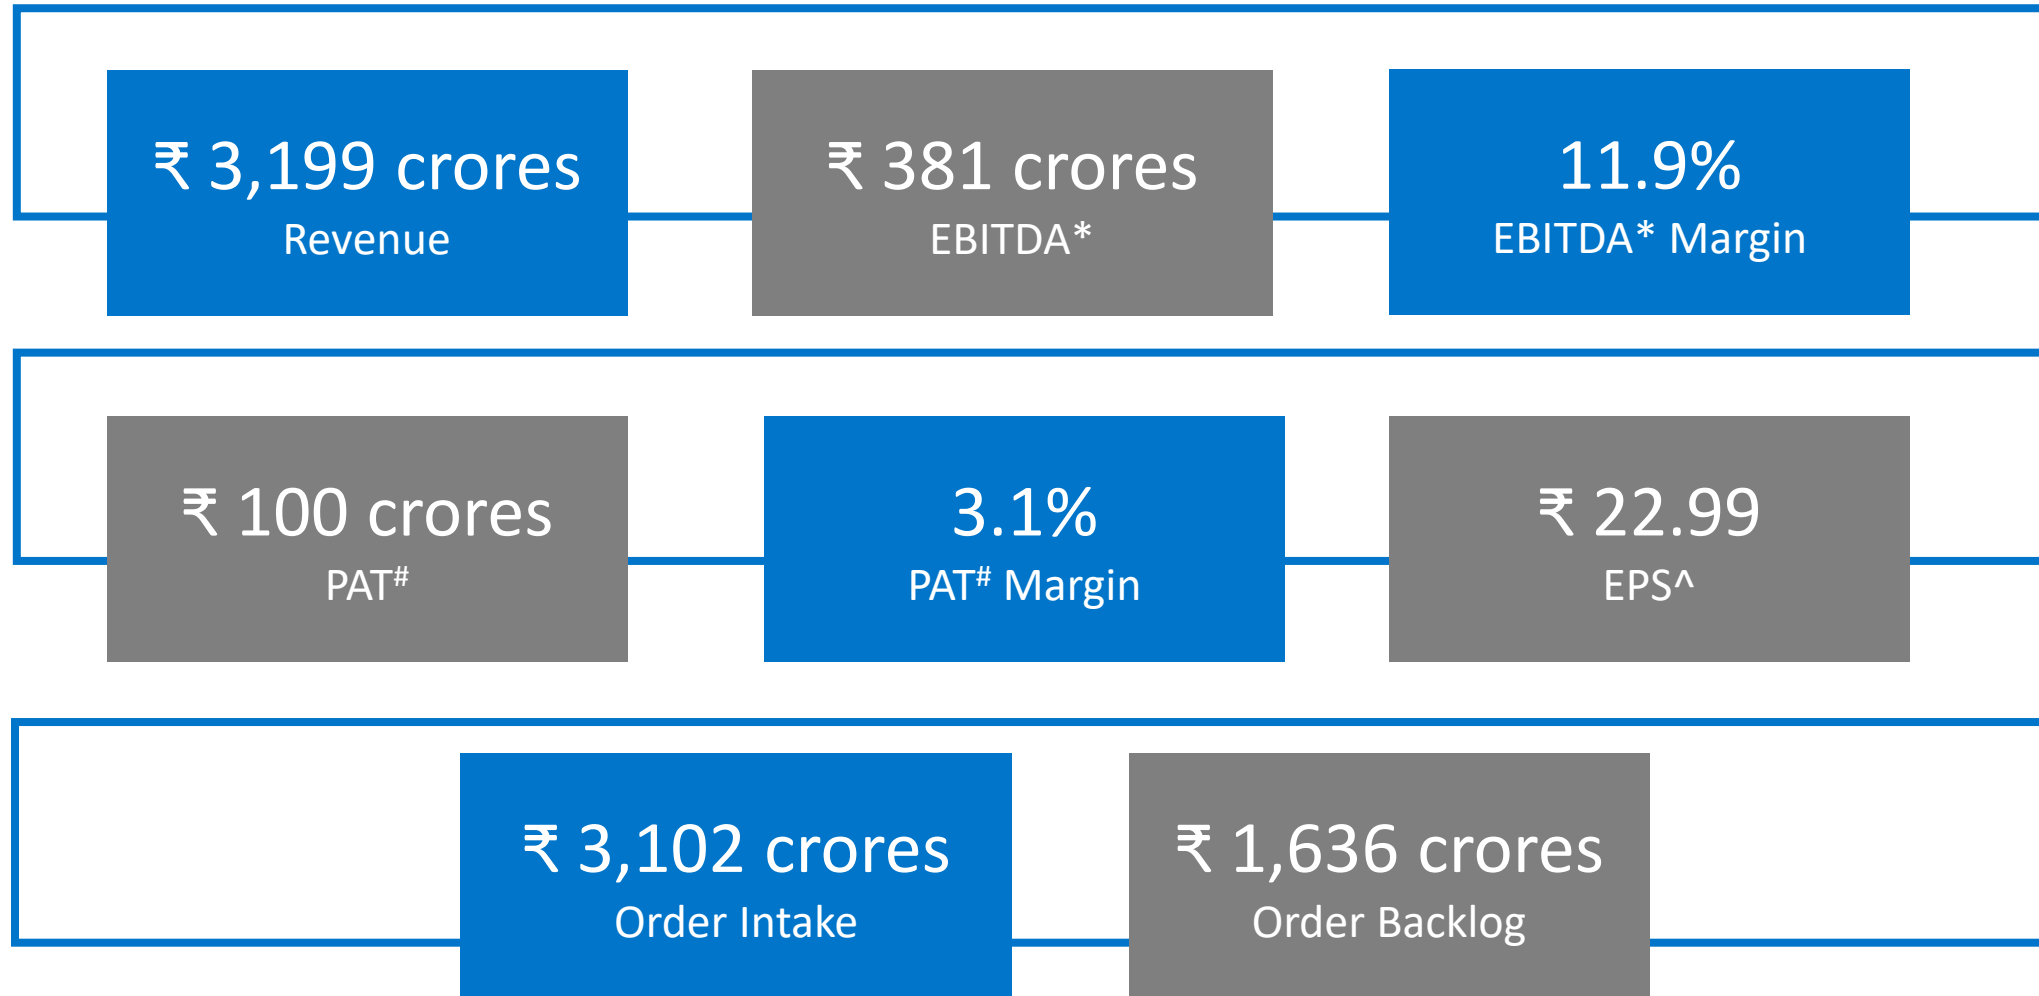 ₹ 3,199 crores
Revenue
₹ 381 crores
EBITDA*
11.9%
EBITDA* Margin
₹ 100 crores
PAT#
3.1%
PAT# Margin
₹ 22.99
EPS^
₹ 3,102 crores
Order Intake
₹ 1,636 crores
Order Backlog